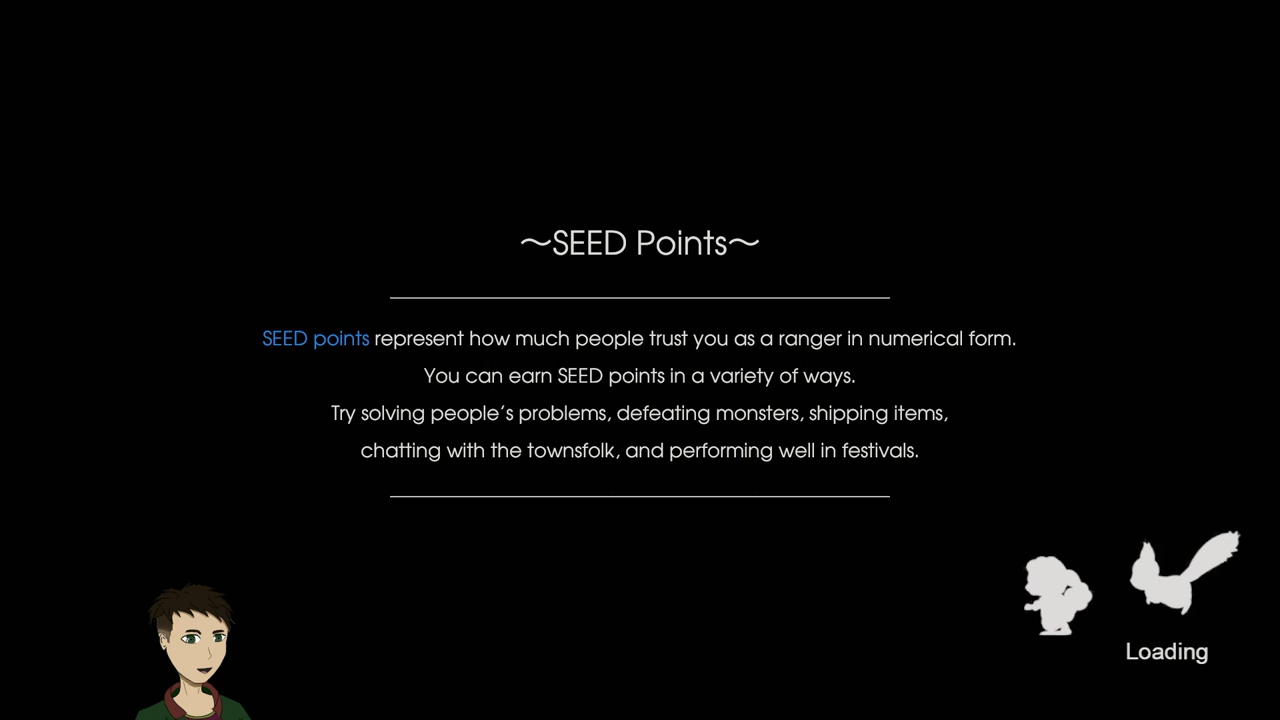 ～SEED Points～
SEED points represent how much people trust you as a ranger in numerical form.
You can earn SEED points in a variety of ways.
Try solving people's problems, defeating monsters, shipping items,
chatting with the townsfolk, and performing well in festivals.
Loading